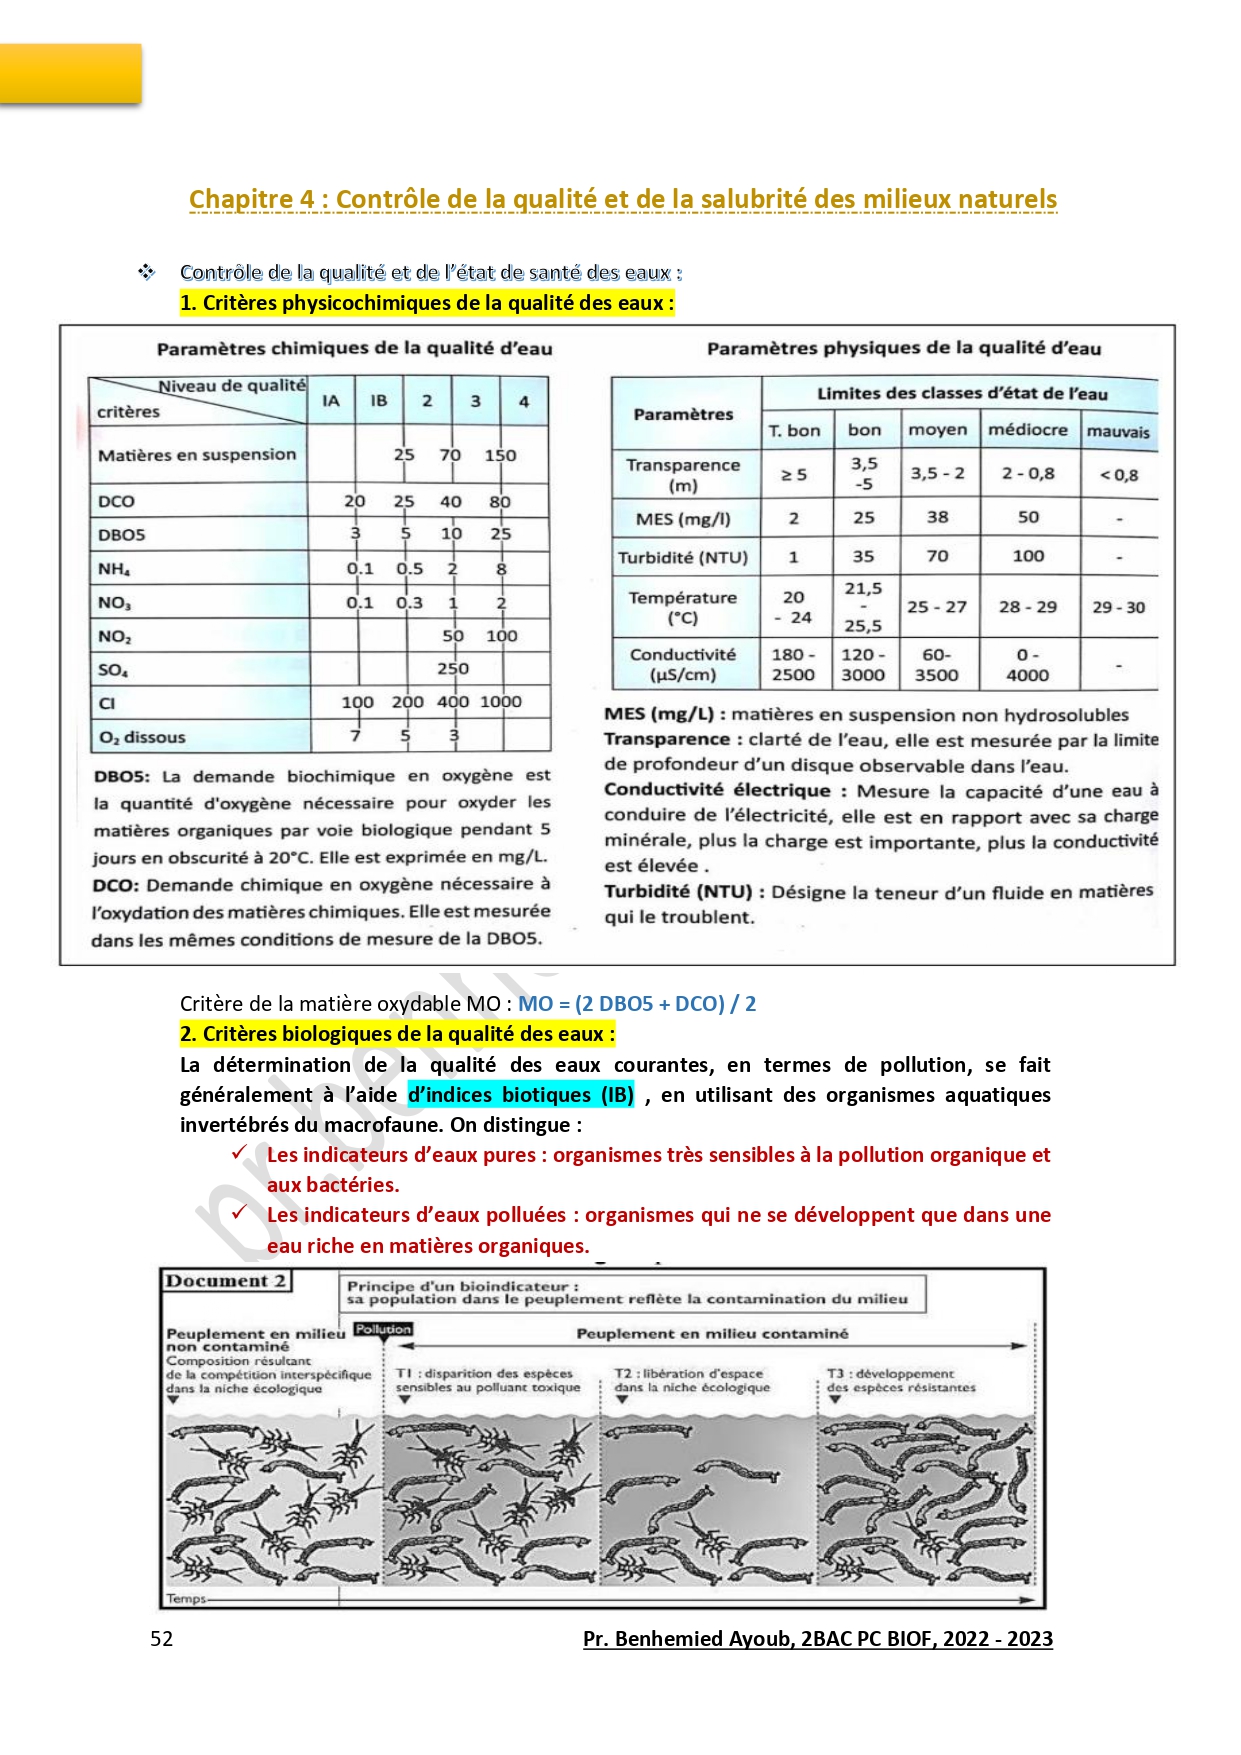 Chapitre 4 : Contrôle de la qualité et de la salubrité des milieux naturels
❖ Contrôle de la qualité et de l’état de santé des eaux :
1. Critères physicochimiques de la qualité des eaux :
Paramètres chimiques de la qualité d’eau
Niveau de qualité
critères
IA IB 2 3 4
Matières en suspension 25 70 150
DCO 20 25 40 80
DBO5 3 5 10 25
NH₄ 0.1 0.5 2 8
NO₃ 0.1 0.3 1 2
NO₂ 50 100
SO₄ 250
Cl 100 200 400 1000
O₂ dissous 7 5 3
DBO5: La demande biochimique en oxygène est
la quantité d'oxygène nécessaire pour oxyder les
matières organiques par voie biologique pendant 5
jours en obscurité à 20°C. Elle est exprimée en mg/L.
DCO: Demande chimique en oxygène nécessaire à
l’oxydation des matières chimiques. Elle est mesurée
dans les mêmes conditions de mesure de la DBO5.
Paramètres physiques de la qualité d’eau
Paramètres
Limites des classes d’état de l’eau
T. bon bon moyen médiocre mauvais
Transparence
(m)
≥ 5
3,5
-5
3,5 - 2
2 - 0,8
< 0,8
MES (mg/l) 2 25 38 50 -
Turbidité (NTU) 1 35 70 100 -
Température
(°C)
20
- 24
21,5
-
25,5
25 - 27
28 - 29
29 - 30
Conductivité
(µS/cm)
180 -
2500
120 -
3000
60-
3500
0 -
4000
-
MES (mg/L) : matières en suspension non hydrosolubles
Transparence : clarté de l’eau, elle est mesurée par la limite
de profondeur d’un disque observable dans l’eau.
Conductivité électrique : Mesure la capacité d’une eau à
conduire de l’électricité, elle est en rapport avec sa charge
minérale, plus la charge est importante, plus la conductivité
est élevée .
Turbidité (NTU) : Désigne la teneur d’un fluide en matières
qui le troublent.
Critère de la matière oxydable MO : MO = (2 DBO5 + DCO) / 2
2. Critères biologiques de la qualité des eaux :
La détermination de la qualité des eaux courantes, en termes de pollution, se fait
généralement à l’aide d’indices biotiques (IB) , en utilisant des organismes aquatiques
invertébrés du macrofaune. On distingue :
✓ Les indicateurs d’eaux pures : organismes très sensibles à la pollution organique et
aux bactéries.
✓ Les indicateurs d’eaux polluées : organismes qui ne se développent que dans une
eau riche en matières organiques.
Document 2
Principe d'un bioindicateur :
sa population dans le peuplement reflète la contamination du milieu
Peuplement en milieu
non contaminé
Composition résultant
de la compétition interspécifique
dans la niche écologique
Pollution
Peuplement en milieu contaminé
T1 : disparition des espèces
sensibles au polluant toxique
T2 : libération d'espace
dans la niche écologique
T3 : développement
des espèces résistantes
Temps
52
Pr. Benhemied Ayoub, 2BAC PC BIOF, 2022 - 2023